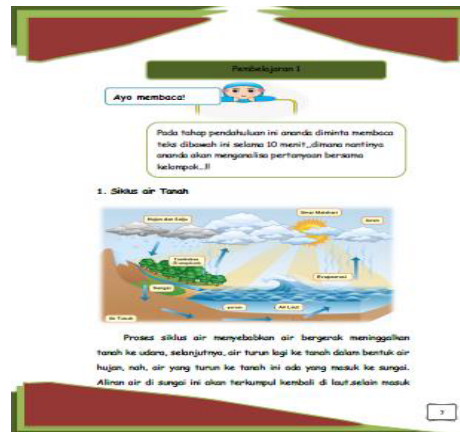 Pembelajaran 1
Ayo membaca!
Pada tahap pendahuluan ini ananda diminta membaca
teks dibawah ini selama 10 menit,,dimana nantinya
ananda akan menganalisa pertanyaan bersama
kelompok...!!
1. Siklus air Tanah
Sinar Matahari
Hujan dan Salju
Awan
Tumbuhan
Evaporasi
Sungai
Air Laut
Air Tanah
Proses siklus air menyebabkan air bergerak meninggalkan
tanah ke udara, selanjutnya, air turun lagi ke tanah dalam bentuk air
hujan, nah, air yang turun ke tanah ini ada yang masuk ke sungai.
Aliran air di sungai ini akan terkumpul kembali di laut.selain masuk